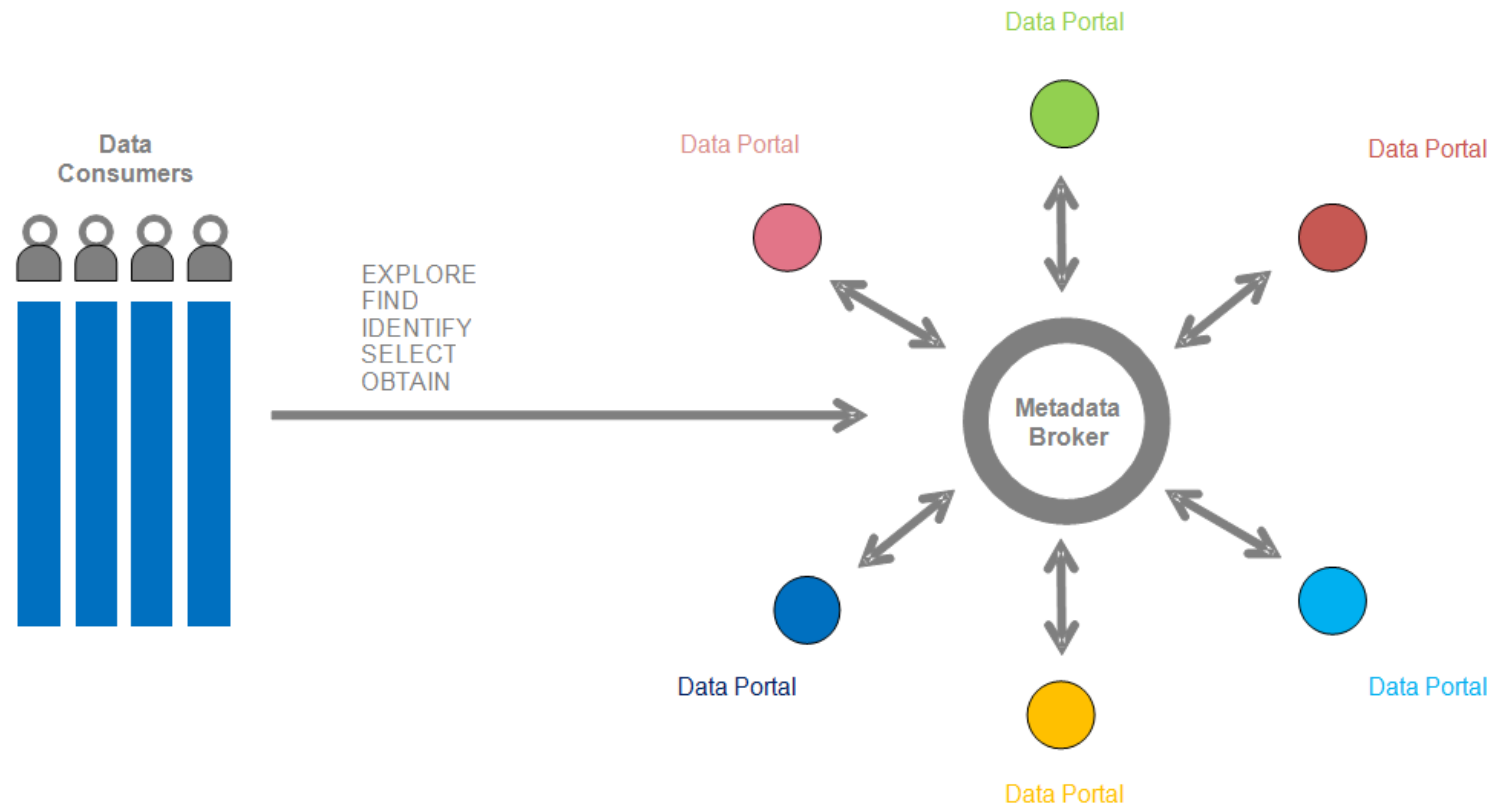 Data Portal
Data Portal
Data Portal
Data
Consumers
EXPLORE
FIND
IDENTIFY
SELECT
OBTAIN
Metadata
Broker
Data Portal
Data Portal
Data Portal